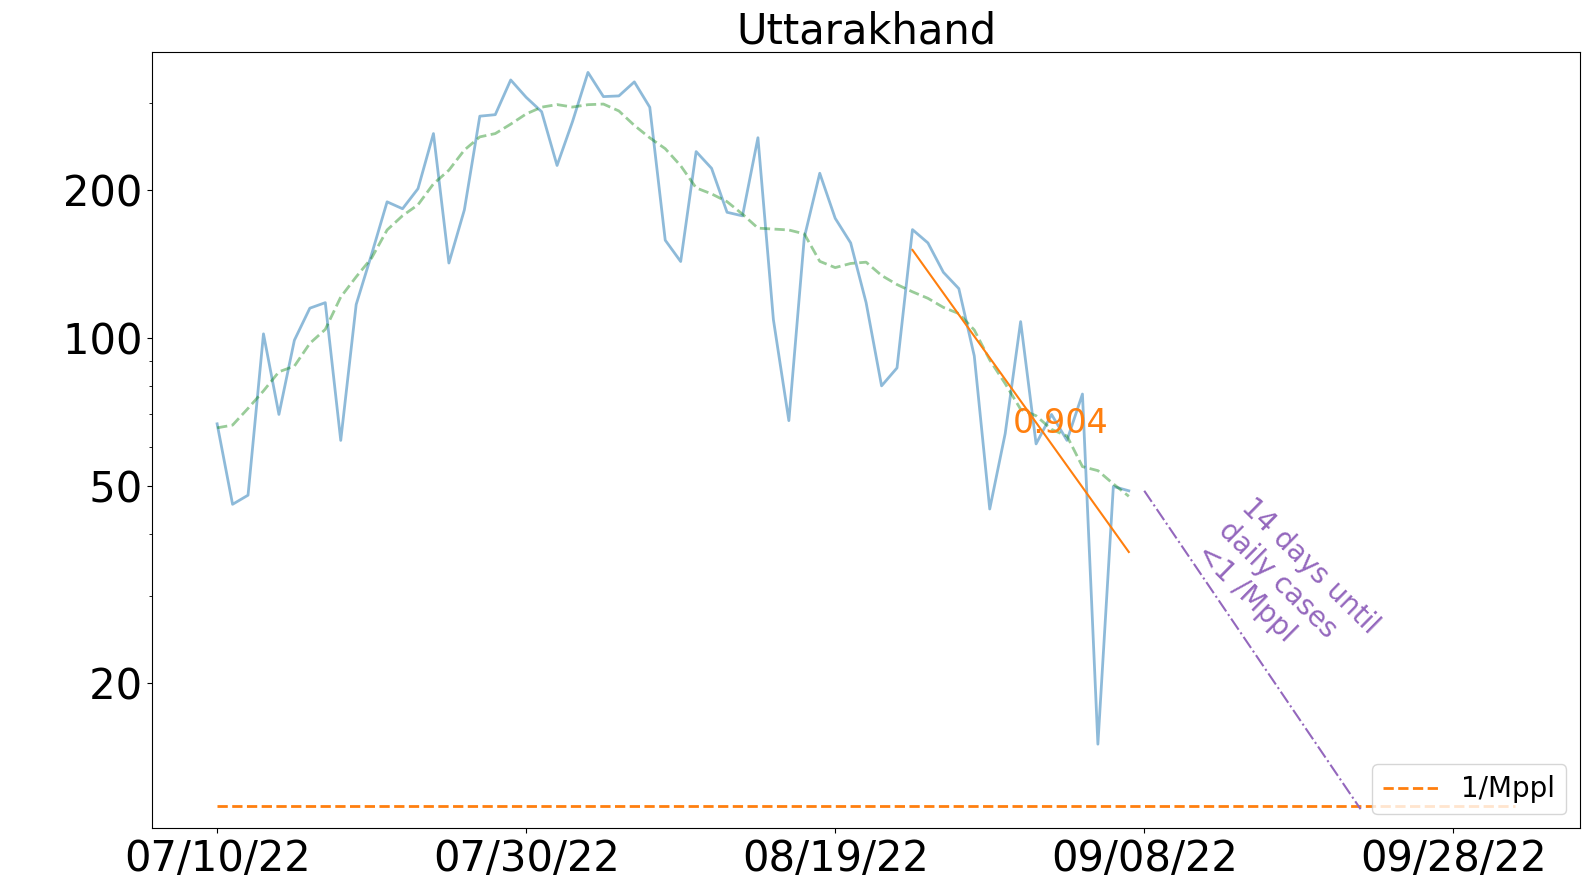 Uttarakhand
200
100
50
20
0.904
14 days until
daily cases
<1 /Mppl
1/Mppl
07/10/22
07/30/22
08/19/22
09/08/22
09/28/22